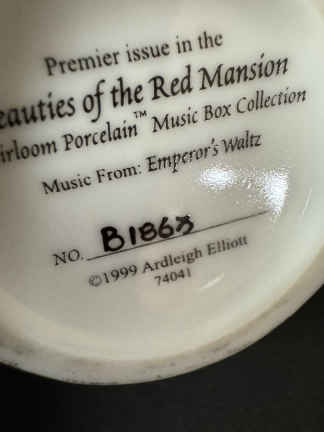 Premier issue in the
eauties of the Red Mansion
irloom Porcelain™ Music Box Collection
Music From: Emperor's Waltz
NO. B1863
©1999 Ardleigh Elliott
74041